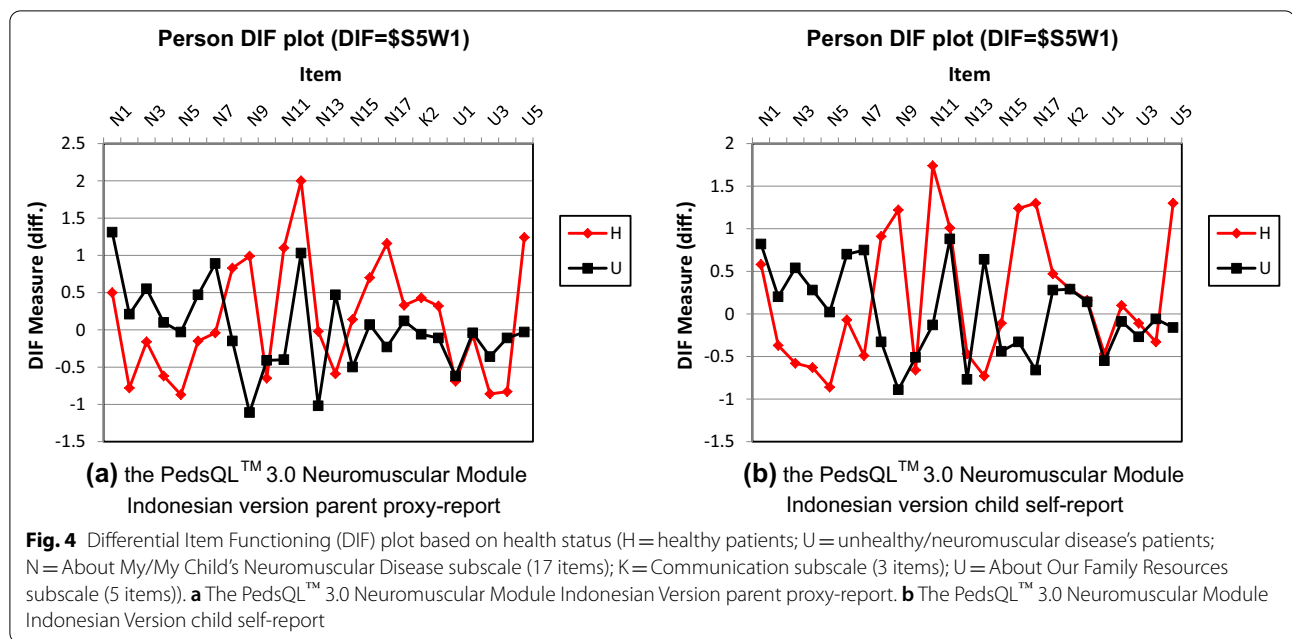 Person DIF plot (DIF=$S5W1)
Item
N1 N3 N5 N7 N9 N11 N13 N15 N17 K2 U1 U3 U5
2.5
2
1.5
1
0.5
0
-0.5
-1
-1.5
DIF Measure (diff.)
H
U
(a) the PedsQL™ 3.0 Neuromuscular Module
Indonesian version parent proxy-report
Person DIF plot (DIF=$S5W1)
Item
N1 N3 N5 N7 N9 N11 N13 N15 N17 K2 U1 U3 U5
2
1.5
1
0.5
0
-0.5
-1
-1.5
DIF Measure (diff.)
H
U
(b) the PedsQL™ 3.0 Neuromuscular Module
Indonesian version child self-report
Fig. 4 Differential Item Functioning (DIF) plot based on health status (H = healthy patients; U = unhealthy/neuromuscular disease's patients;
N = About My/My Child's Neuromuscular Disease subscale (17 items); K = Communication subscale (3 items); U = About Our Family Resources
subscale (5 items)). a The PedsQL™ 3.0 Neuromuscular Module Indonesian Version parent proxy-report. b The PedsQL™ 3.0 Neuromuscular Module
Indonesian Version child self-report